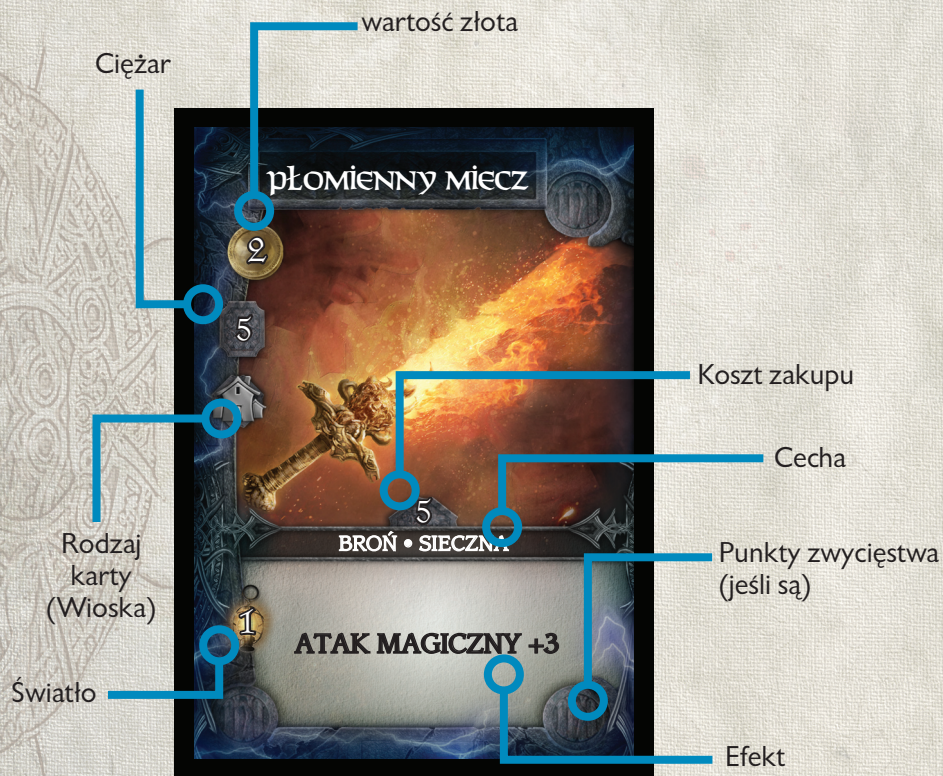 wartość złota
Ciężar
płomienny miecz
2
5
Koszt zakupu
Cecha
5
BROŃ • SIECZNA
Rodzaj
karty
(Wioska)
Punkty zwycięstwa
(jeśli są)
1
ATAK MAGICZNY +3
Światło
Efekt